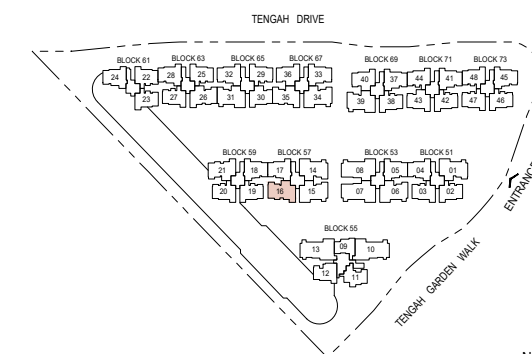 TENGAH DRIVE
BLOCK 61 BLOCK 63 BLOCK 65 BLOCK 67 BLOCK 69 BLOCK 71 BLOCK 73
24 22 28 25 32 29 36 33 40 37 44 41 48 45
23 27 26 31 30 35 34 39 38 43 42 47 46
BLOCK 59 BLOCK 57 BLOCK 53 BLOCK 51
21 18 17 14 08 05 04 01
20 19 16 15 07 06 03 02
ENTRANCE
BLOCK 55
13 09 10
12 11
TENGAH GARDEN WALK